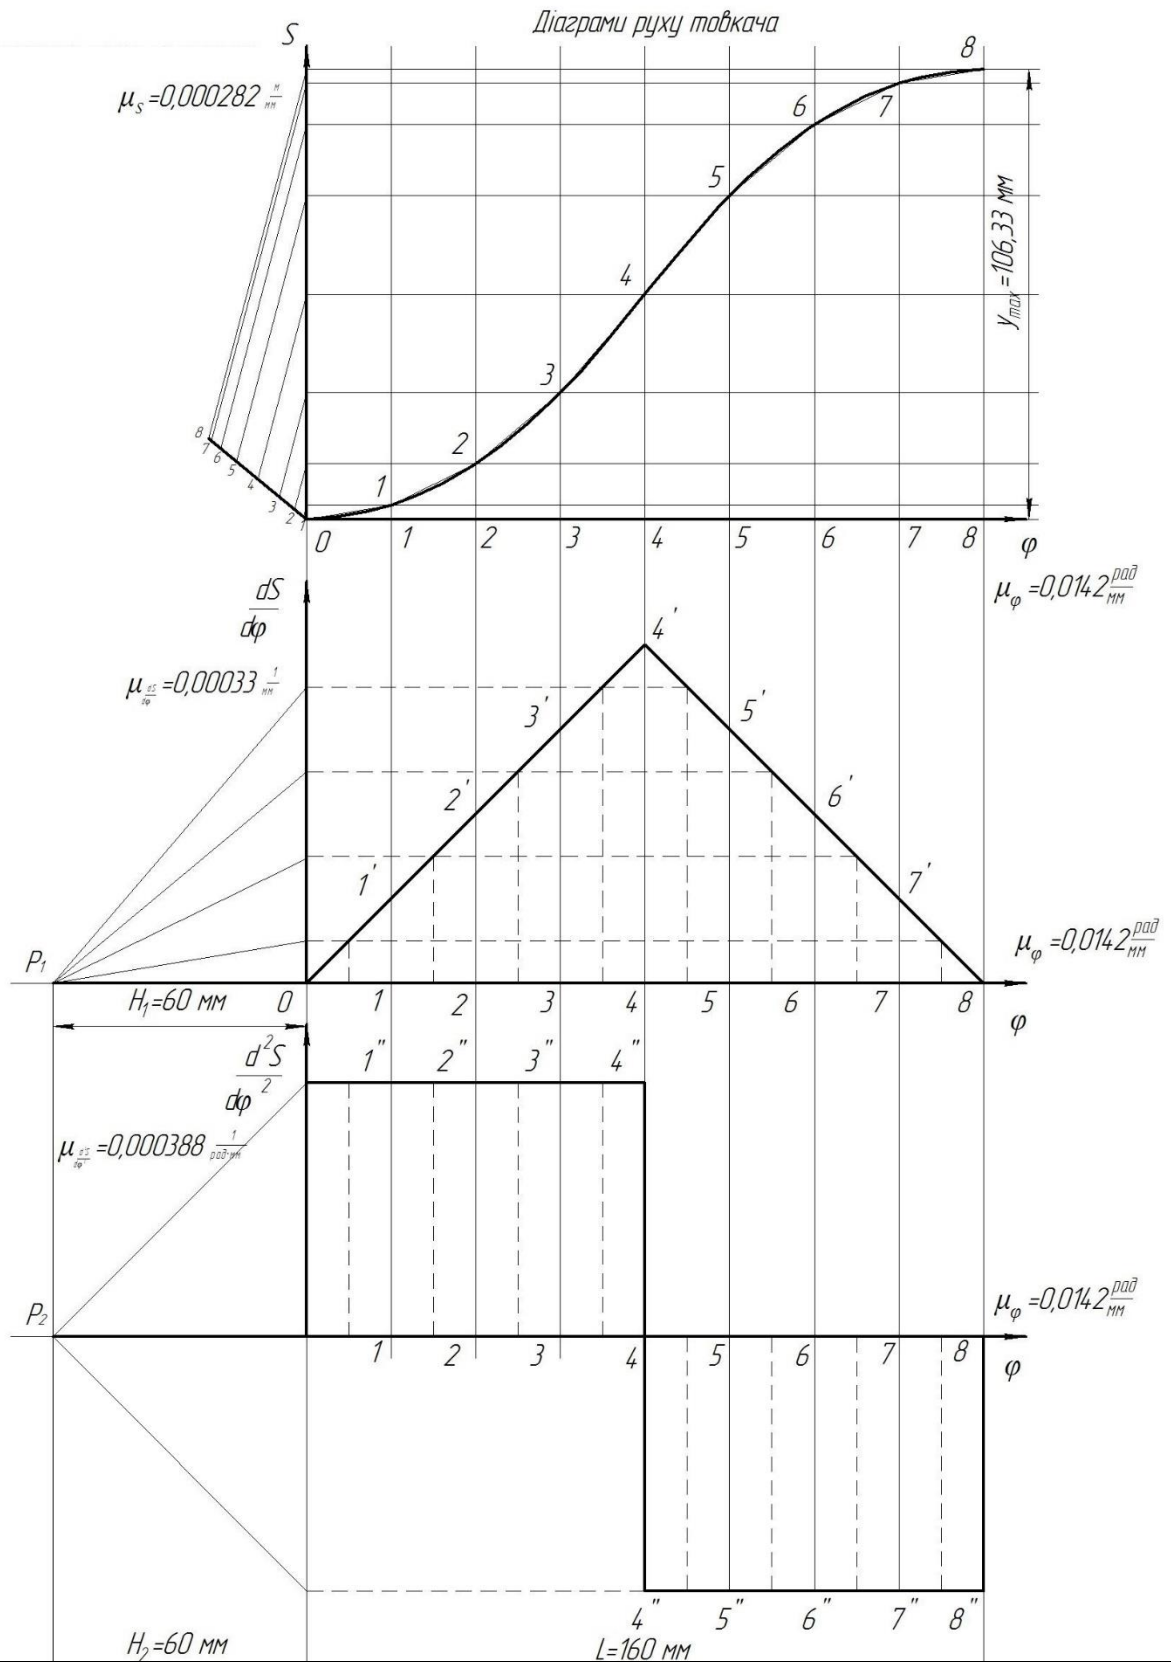 Діаграми руху товкача
S
μS =0,000282 м/мм
8
7
6
5
4
3
2
1
1
2
3
4
5
6
7
8
Ymax =106,33 мм
0 1 2 3 4 5 6 7 8 φ
μφ =0,0142 рад/мм
dS/dφ
μdS/dφ =0,00033 1/мм
1'
2'
3'
4'
5'
6'
7'
P1
H1=60 мм
0 1 2 3 4 5 6 7 8 φ
μφ =0,0142 рад/мм
d²S/dφ²
1" 2" 3" 4"
=0,000388 1/рад·мм
P2
1 2 3 4 5 6 7 8 φ
μφ =0,0142 рад/мм
4" 5" 6" 7" 8"
H2=60 мм
L=160 мм